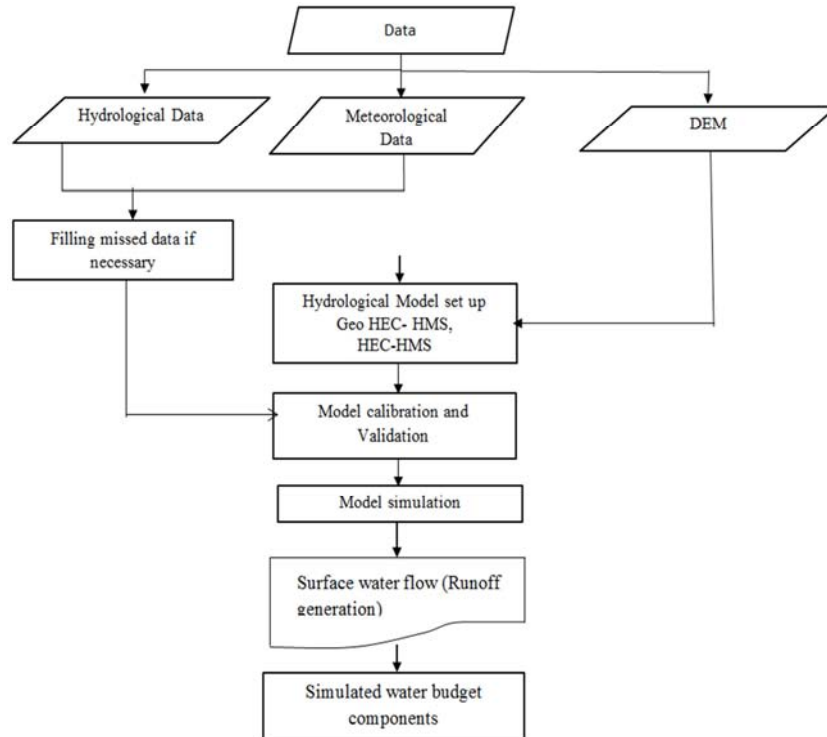 Data
Hydrological Data
Meteorological
Data
DEM
Filling missed data if
necessary
Hydrological Model set up
Geo HEC- HMS,
HEC-HMS
Model calibration and
Validation
Model simulation
Surface water flow (Runoff
generation)
Simulated water budget
components